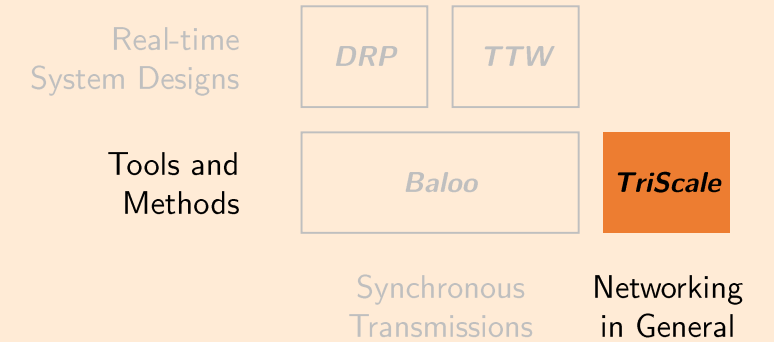 Real-time
System Designs
DRP
TTW
Tools and
Methods
Baloo
TriScale
Synchronous
Transmissions
Networking
in General